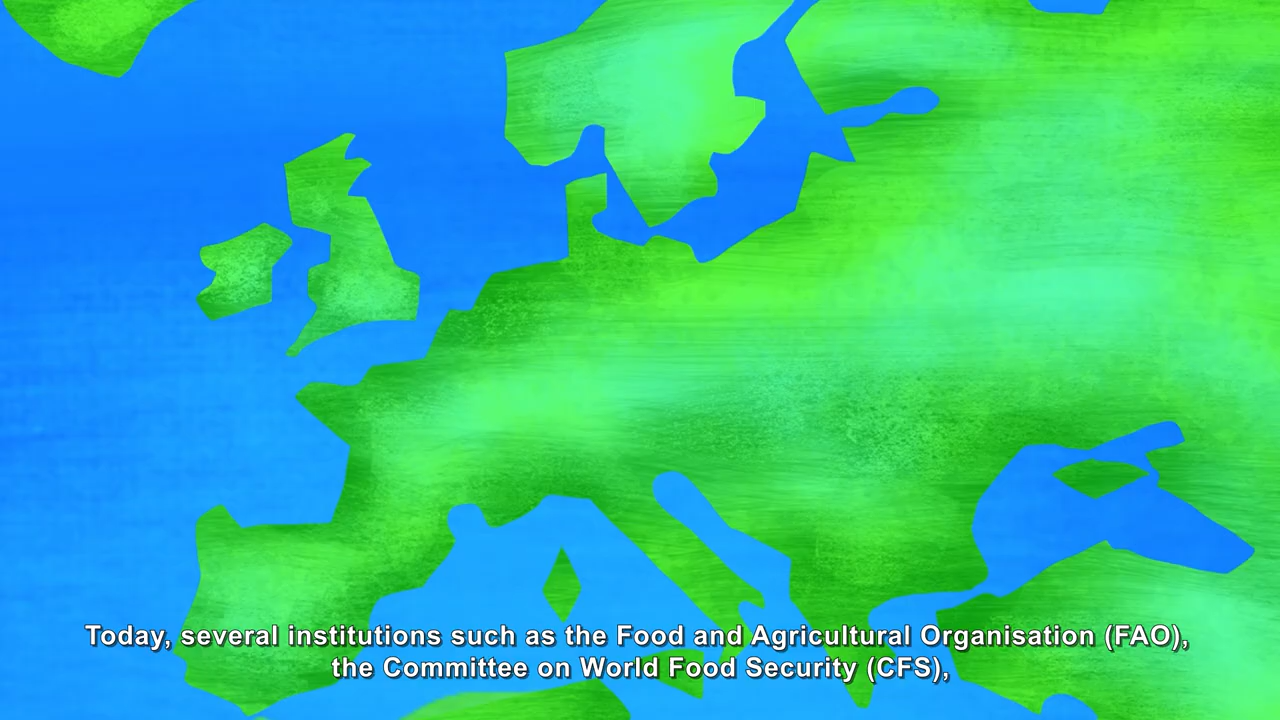 Today, several institutions such as the Food and Agricultural Organisation (FAO),
the Committee on World Food Security (CFS),